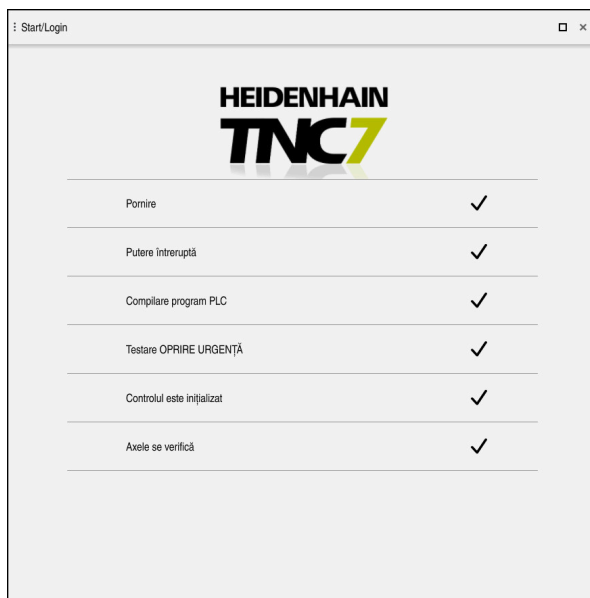 Start/Login
HEIDENHAIN
TNC7
Pornire
Putere întreruptă
Compilare program PLC
Testare OPRIRE URGENȚĂ
Controlul este inițializat
Axele se verifică